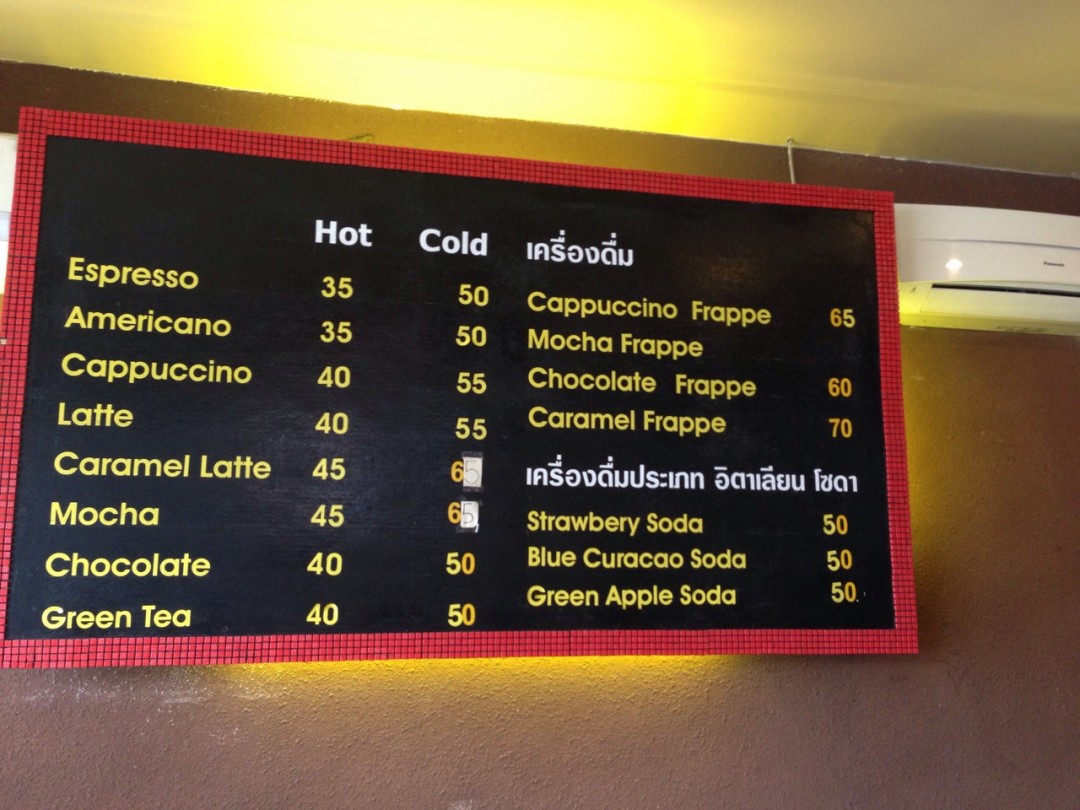 Hot Cold
Espresso 35 50
Americano 35 50
Cappuccino 40 55
Latte 40 55
Caramel Latte 45 65
Mocha 45 65
Chocolate 40 50
Green Tea 40 50
เครื่องดื่ม
Cappuccino Frappe 65
Mocha Frappe
Chocolate Frappe 60
Caramel Frappe 70
เครื่องดื่มประเภท อิตาเลียน โซดา
Strawbery Soda 50
Blue Curacao Soda 50
Green Apple Soda 50
Panasonic